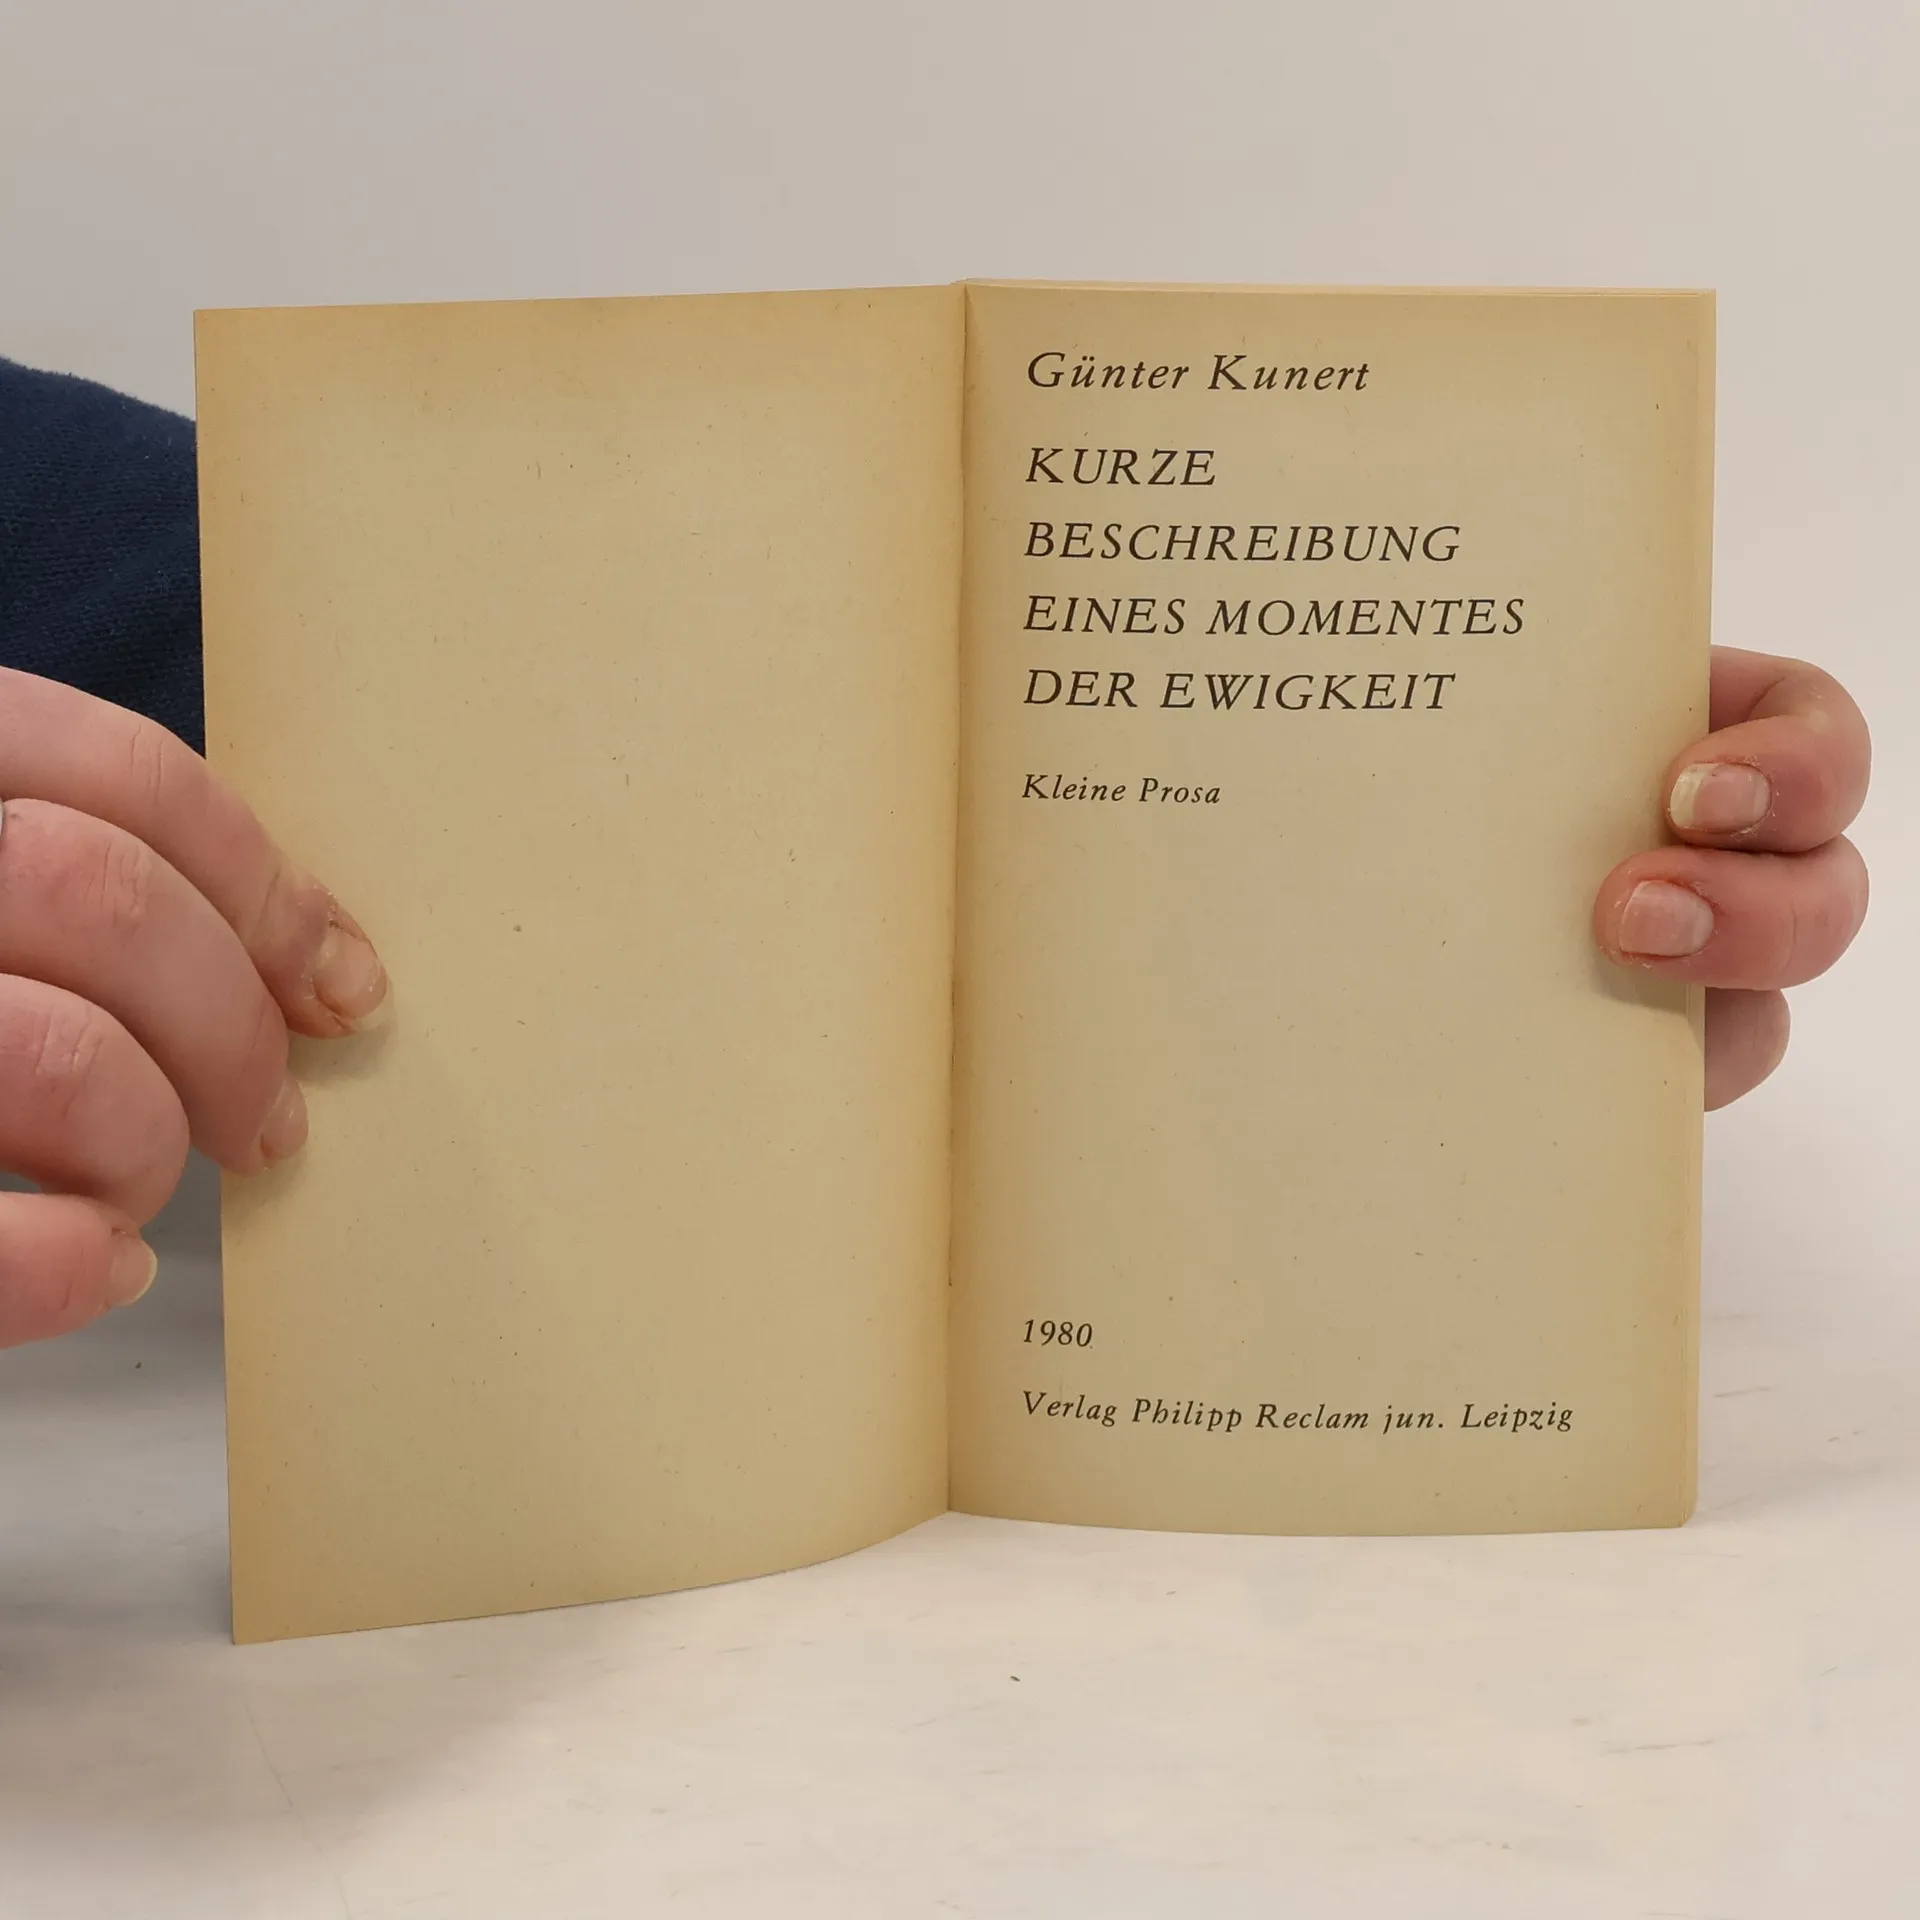 Günter Kunert
KURZE
BESCHREIBUNG
EINES MOMENTES
DER EWIGKEIT
Kleine Prosa
1980
Verlag Philipp Reclam jun. Leipzig